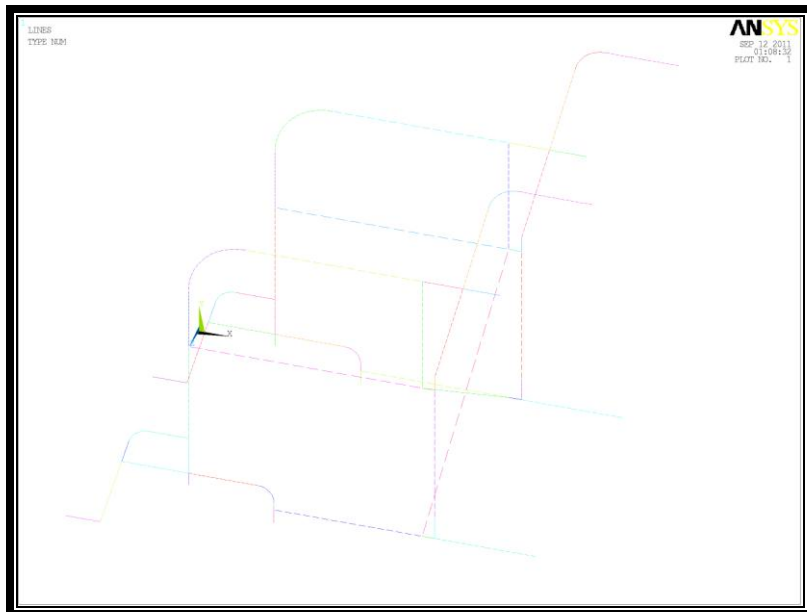 LINES
TYPE NUM
ANSYS
SEP 12 2011
01:08:32
PLOT NO. 1
X